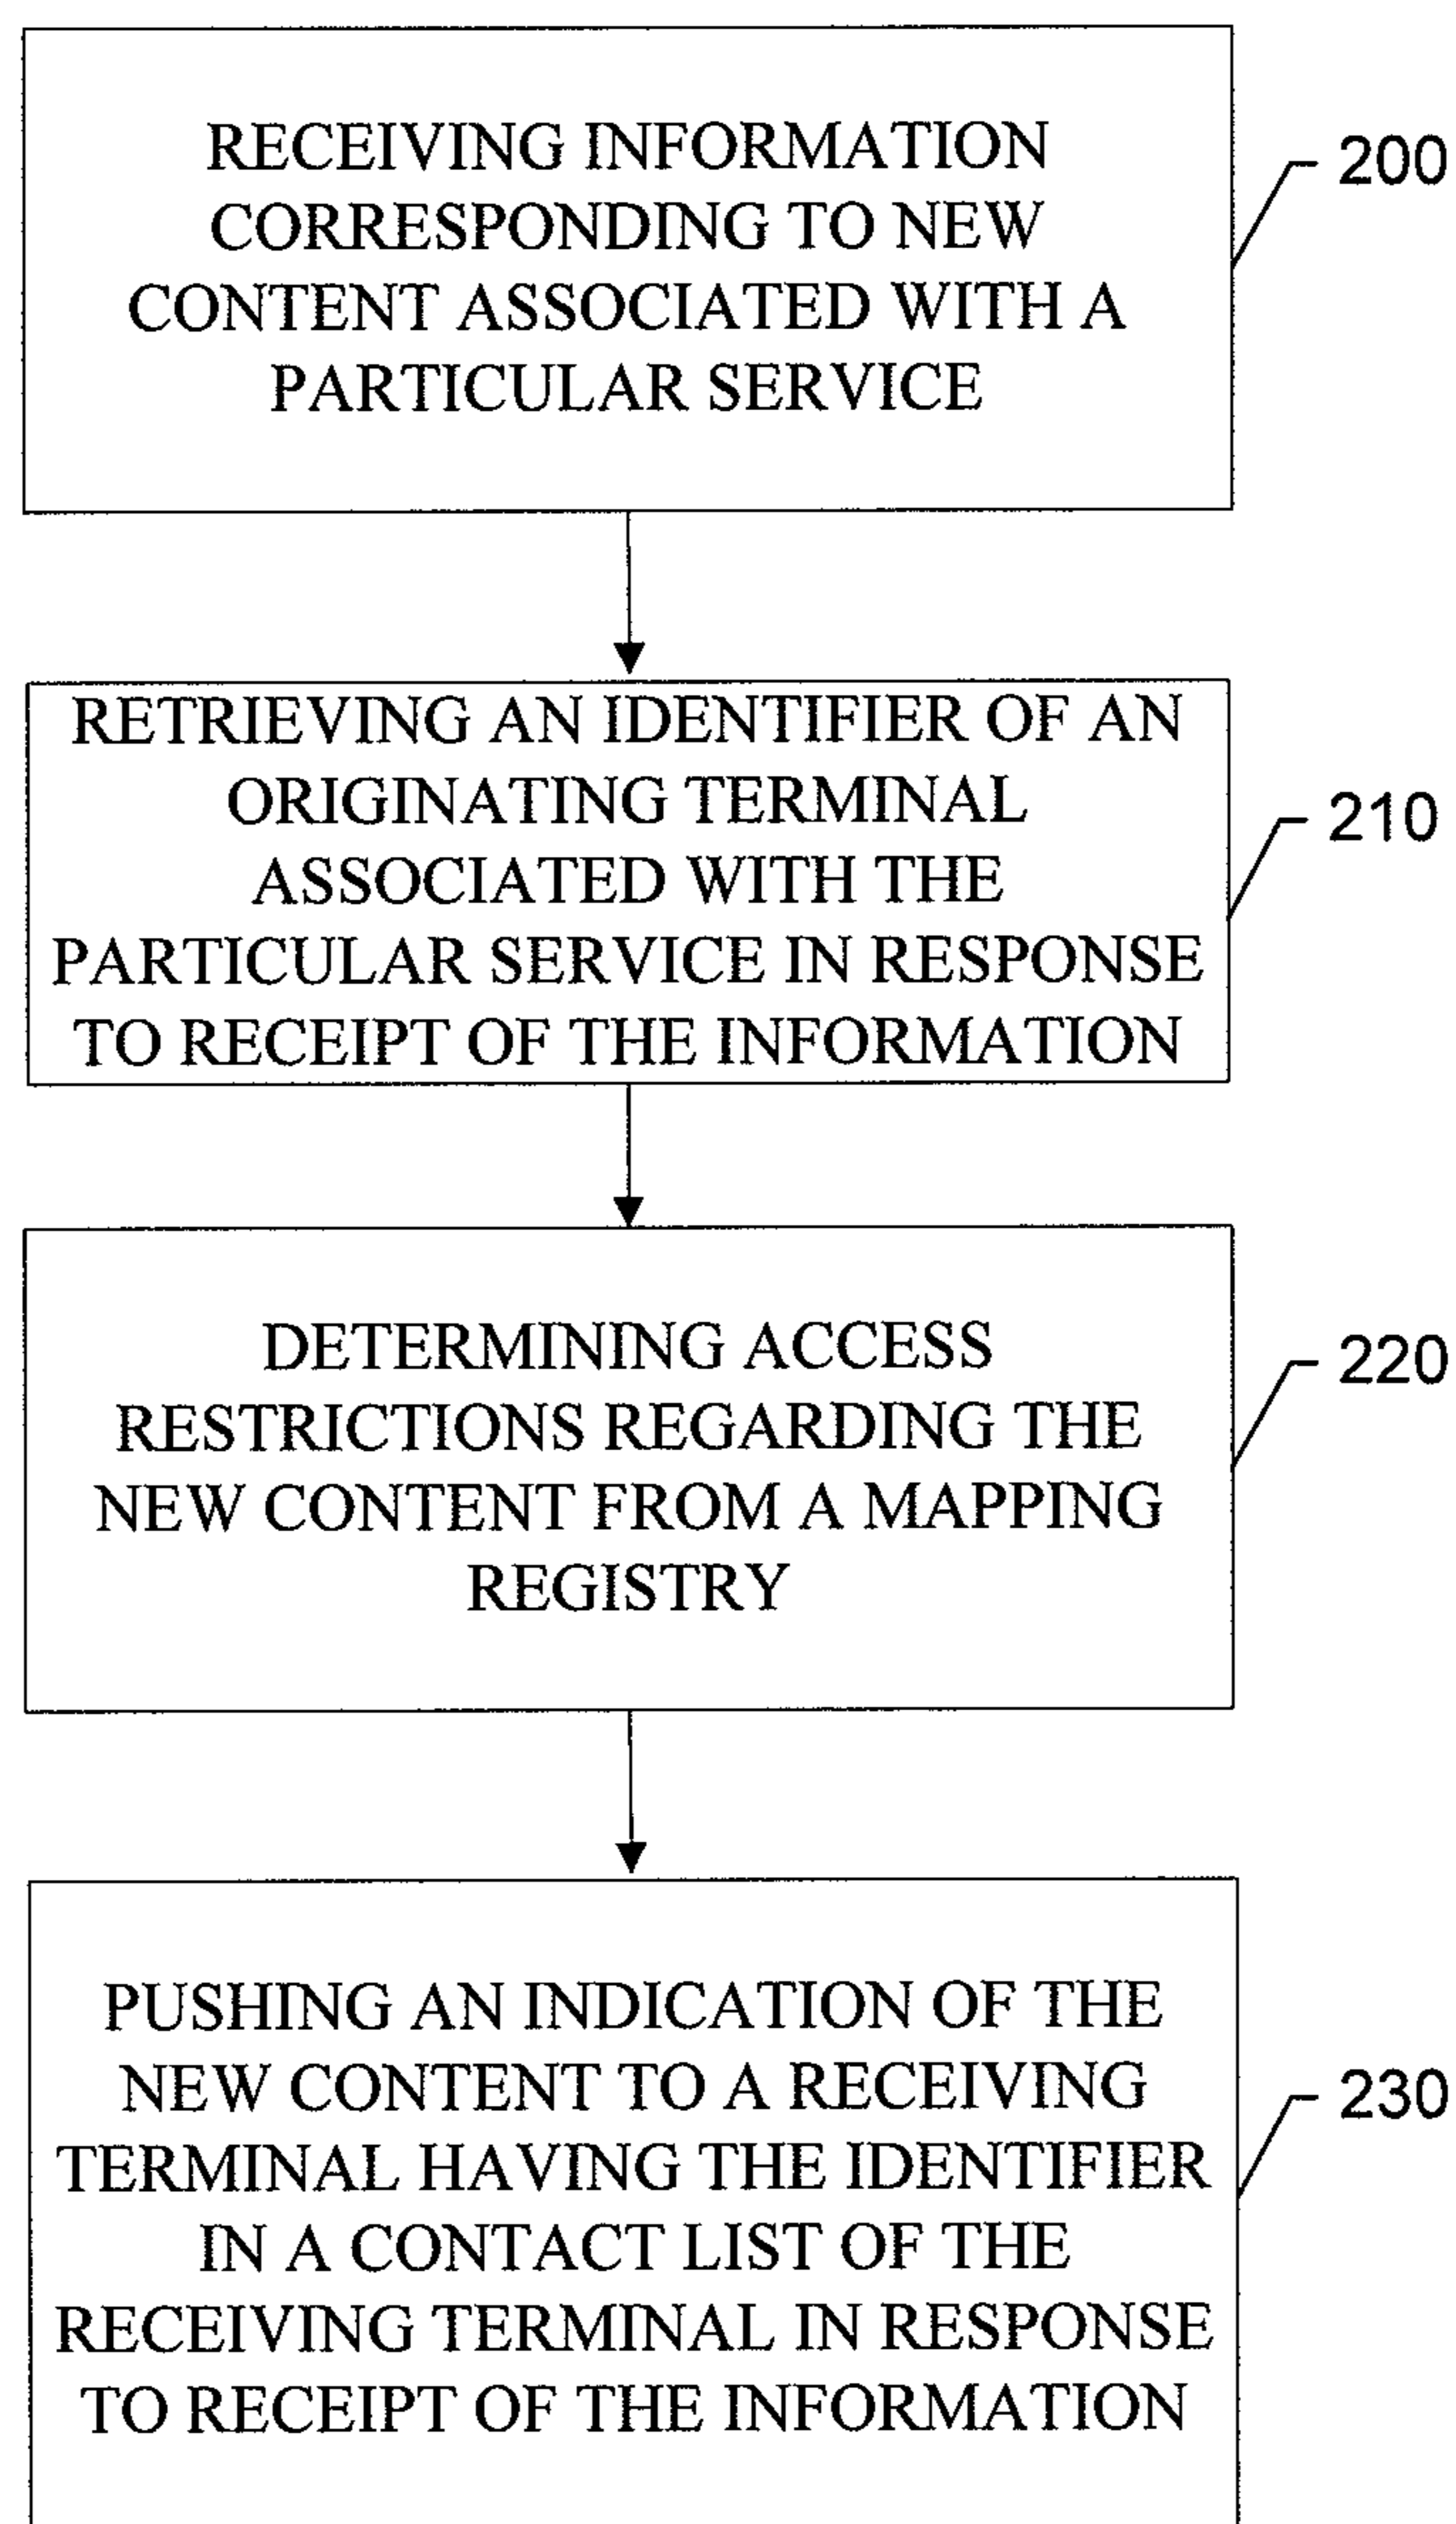 RECEIVING INFORMATION
CORRESPONDING TO NEW
CONTENT ASSOCIATED WITH A
PARTICULAR SERVICE
200
RETRIEVING AN IDENTIFIER OF AN
ORIGINATING TERMINAL
ASSOCIATED WITH THE
PARTICULAR SERVICE IN RESPONSE
TO RECEIPT OF THE INFORMATION
210
DETERMINING ACCESS
RESTRICTIONS REGARDING THE
NEW CONTENT FROM A MAPPING
REGISTRY
220
PUSHING AN INDICATION OF THE
NEW CONTENT TO A RECEIVING
TERMINAL HAVING THE IDENTIFIER
IN A CONTACT LIST OF THE
RECEIVING TERMINAL IN RESPONSE
TO RECEIPT OF THE INFORMATION
230